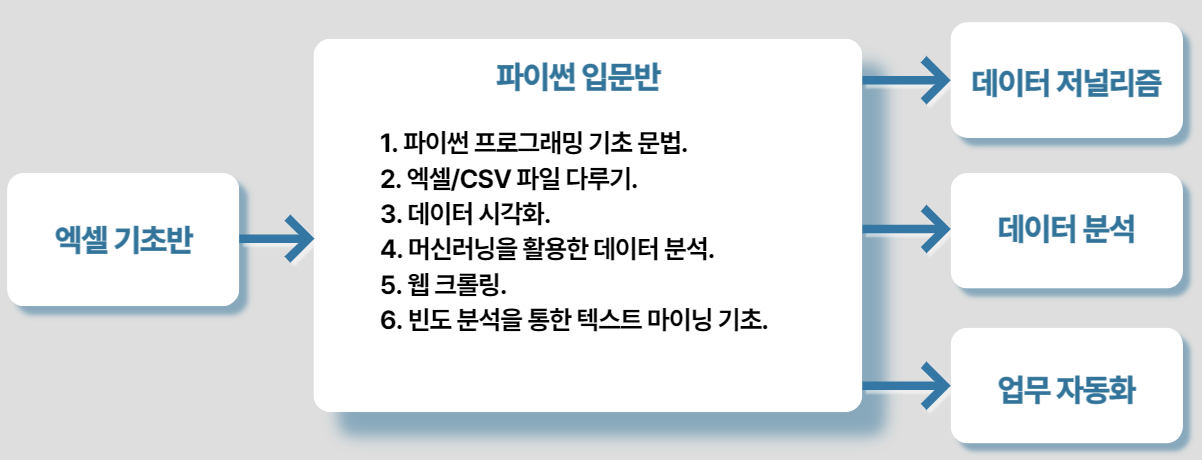 엑셀 기초반
파이썬 입문반
1. 파이썬 프로그래밍 기초 문법.
2. 엑셀/CSV 파일 다루기.
3. 데이터 시각화.
4. 머신러닝을 활용한 데이터 분석.
5. 웹 크롤링.
6. 빈도 분석을 통한 텍스트 마이닝 기초.
데이터 저널리즘
데이터 분석
업무 자동화